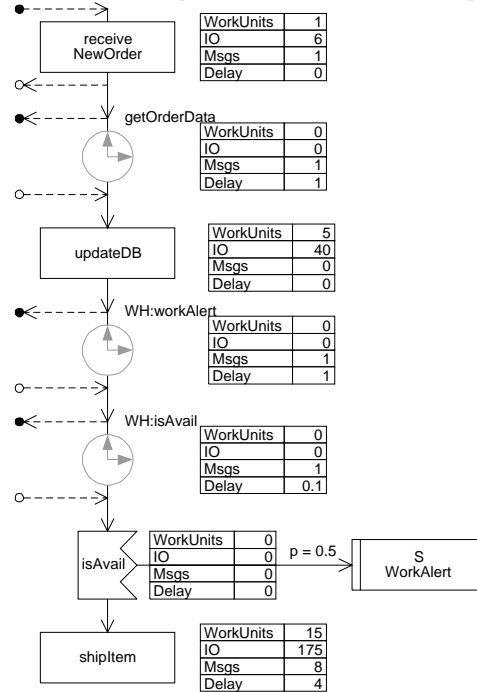 receive
NewOrder
WorkUnits 1
IO 6
Msgs 1
Delay 0
getOrderData
WorkUnits 0
IO 0
Msgs 1
Delay 1
updateDB
WorkUnits 5
IO 40
Msgs 0
Delay 0
WH:workAlert
WorkUnits 0
IO 0
Msgs 1
Delay 1
WH:isAvail
WorkUnits 0
IO 0
Msgs 1
Delay 0.1
isAvail
WorkUnits 0
IO 0
Msgs 0
Delay 0
p = 0.5
S
WorkAlert
shipItem
WorkUnits 15
IO 175
Msgs 8
Delay 4